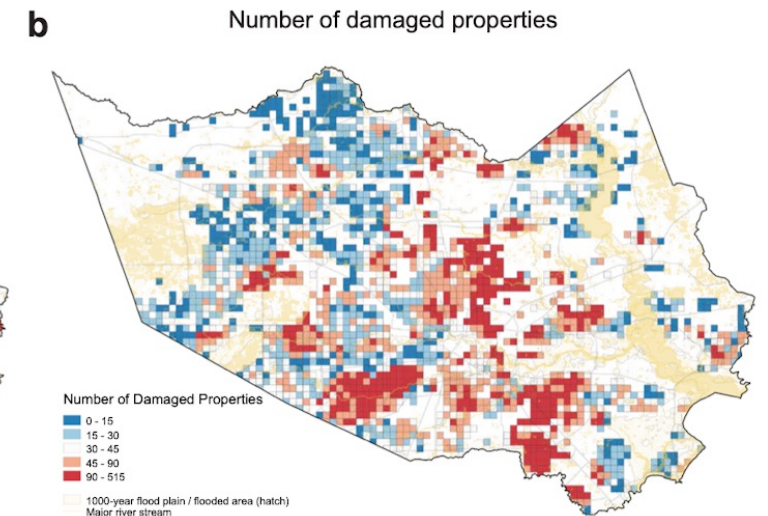 b
Number of damaged properties
Number of Damaged Properties
0 - 15
15 - 30
30 - 45
45 - 90
90 - 515
1000-year flood plain / flooded area (hatch)
Major river stream